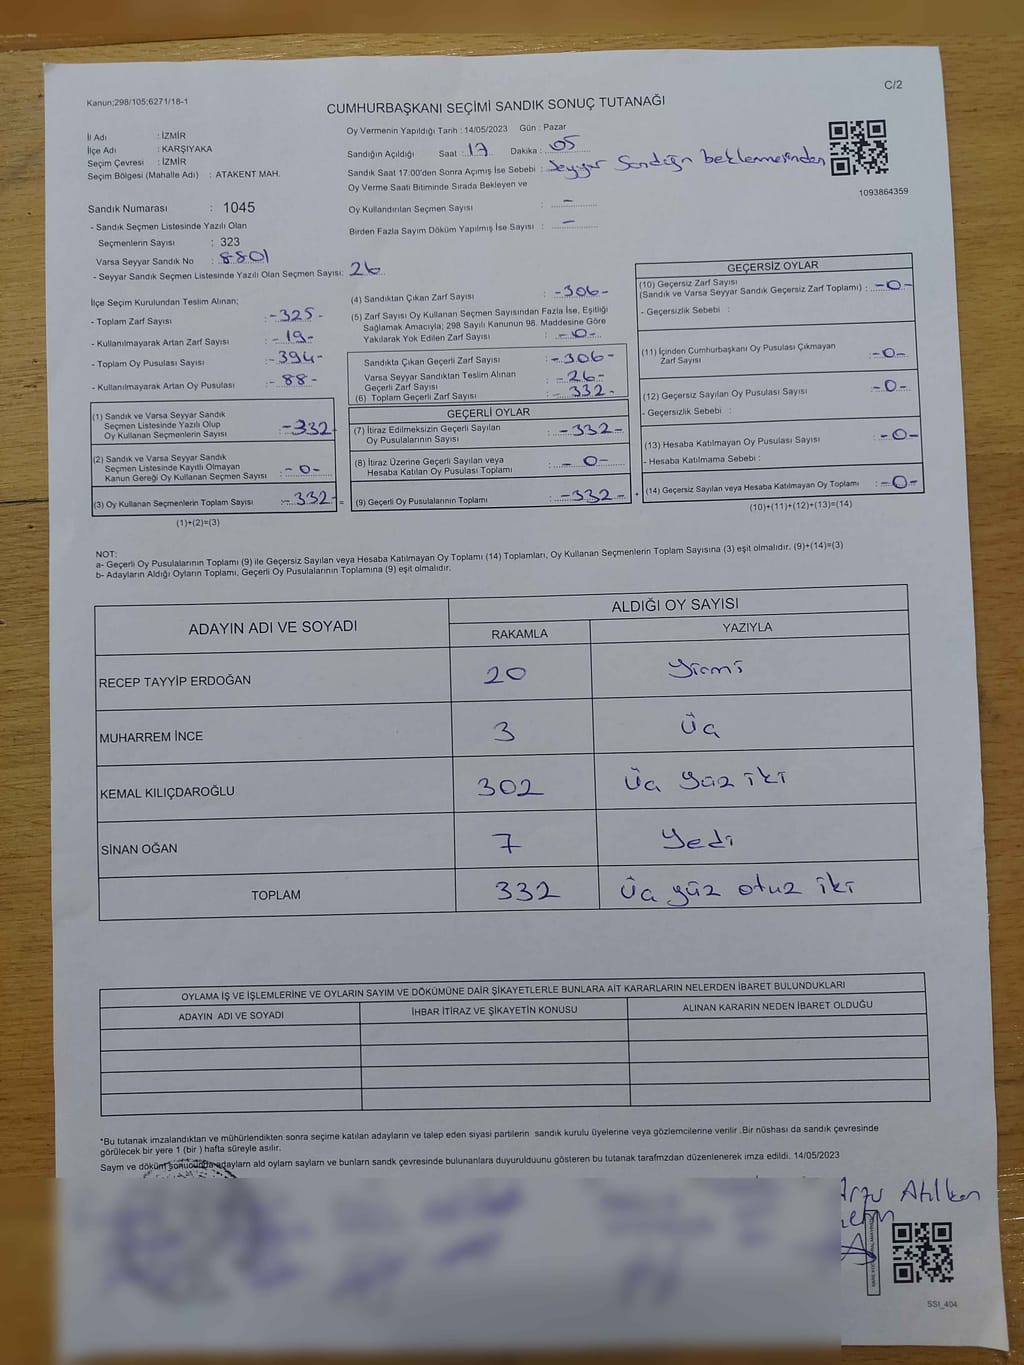 Kanun;298/105;6271/18-1
C/2
CUMHURBAŞKANI SEÇİMİ SANDIK SONUÇ TUTANAĞI
İl Adı : İZMİR
İlçe Adı : KARŞIYAKA
Seçim Çevresi : İZMİR
Seçim Bölgesi (Mahalle Adı) : ATAKENT MAH.
Oy Vermenin Yapıldığı Tarih : 14/05/2023 Gün : Pazar
Sandığın Açıldığı Saat : 17 Dakika : 05
Sandık Saat 17:00'den Sonra Açımış İse Sebebi : Seyyar Sandığın beklenmesinden
Oy Verme Saati Bitiminde Sırada Bekleyen ve
Oy Kullandırılan Seçmen Sayısı : –
Birden Fazla Sayım Döküm Yapılmış İse Sayısı : –
1093864359
Sandık Numarası : 1045
- Sandık Seçmen Listesinde Yazılı Olan
Seçmenlerin Sayısı : 323
Varsa Seyyar Sandık No : 8801
- Seyyar Sandık Seçmen Listesinde Yazılı Olan Seçmen Sayısı: 26
İlçe Seçim Kurulundan Teslim Alınan;
- Toplam Zarf Sayısı : -325-
- Kullanılmayarak Artan Zarf Sayısı : -19-
- Toplam Oy Pusulası Sayısı : -394-
- Kullanılmayarak Artan Oy Pusulası : -88-
(1) Sandık ve Varsa Seyyar Sandık
Seçmen Listesinde Yazılı Olup
Oy Kullanan Seçmenlerin Sayısı -332
(2) Sandık ve Varsa Seyyar Sandık
Seçmen Listesinde Kayıtlı Olmayan
Kanun Gereği Oy Kullanan Seçmen Sayısı : -0-
(3) Oy Kullanan Seçmenlerin Toplam Sayısı : -332- =
(1)+(2)=(3)
(4) Sandıktan Çıkan Zarf Sayısı : -306-
(5) Zarf Sayısı Oy Kullanan Seçmen Sayısından Fazla İse, Eşitliği
Sağlamak Amacıyla; 298 Sayılı Kanunun 98. Maddesine Göre
Yakılarak Yok Edilen Zarf Sayısı : -0-
Sandıkta Çıkan Geçerli Zarf Sayısı : -306-
Varsa Seyyar Sandıktan Teslim Alınan
Geçerli Zarf Sayısı : -26-
(6) Toplam Geçerli Zarf Sayısı : - 332-
GEÇERLİ OYLAR
(7) İtiraz Edilmeksizin Geçerli Sayılan
Oy Pusulalarının Sayısı : -332-
(8) İtiraz Üzerine Geçerli Sayılan veya
Hesaba Katılan Oy Pusulası Toplamı : - 0-
(9) Geçerli Oy Pusulalarının Toplamı : -332 - +
GEÇERSİZ OYLAR
(10) Geçersiz Zarf Sayısı
(Sandık ve Varsa Seyyar Sandık Geçersiz Zarf Toplamı) : -0-
- Geçersizlik Sebebi :
(11) İçinden Cumhurbaşkanı Oy Pusulası Çıkmayan
Zarf Sayısı : -0-
(12) Geçersiz Sayılan Oy Pusulası Sayısı : -0-
- Geçersizlik Sebebi :
(13) Hesaba Katılmayan Oy Pusulası Sayısı : -0-
- Hesaba Katılmama Sebebi :
(14) Geçersiz Sayılan veya Hesaba Katılmayan Oy Toplamı : -0-
(10)+(11)+(12)+(13)=(14)
NOT:
a- Geçerli Oy Pusulalarının Toplamı (9) ile Geçersiz Sayılan veya Hesaba Katılmayan Oy Toplamı (14) Toplamları, Oy Kullanan Seçmenlerin Toplam Sayısına (3) eşit olmalıdır. (9)+(14)=(3)
b- Adayların Aldığı Oyların Toplamı, Geçerli Oy Pusulalarının Toplamına (9) eşit olmalıdır.
ADAYIN ADI VE SOYADI
ALDIĞI OY SAYISI
RAKAMLA YAZIYLA
RECEP TAYYİP ERDOĞAN 20 Yirmi
MUHARREM İNCE 3 Üç
KEMAL KILIÇDAROĞLU 302 Üç yüz iki
SİNAN OĞAN 7 Yedi
TOPLAM 332 Üç yüz otuz iki
OYLAMA İŞ VE İŞLEMLERİNE VE OYLARIN SAYIM VE DÖKÜMÜNE DAİR ŞİKAYETLERLE BUNLARA AİT KARARLARIN NELERDEN İBARET BULUNDUKLARI
ADAYIN ADI VE SOYADI İHBAR İTİRAZ VE ŞİKAYETİN KONUSU ALINAN KARARIN NEDEN İBARET OLDUĞU
*Bu tutanak imzalandıktan ve mühürlendikten sonra seçime katılan adayların ve talep eden siyasi partilerin sandık kurulu üyelerine veya gözlemcilerine verilir .Bir nüshası da sandık çevresinde
görülecek bir yere 1 (bir ) hafta süreyle asılır.
Saym ve döküm sonuounda adaylarn ald oylarn saylarn ve bunlarn sandk çevresinde bulunanlara duyurulduunu gösteren bu tutanak tarafmzdan düzenlenerek imza edildi. 14/05/2023
SSI_404